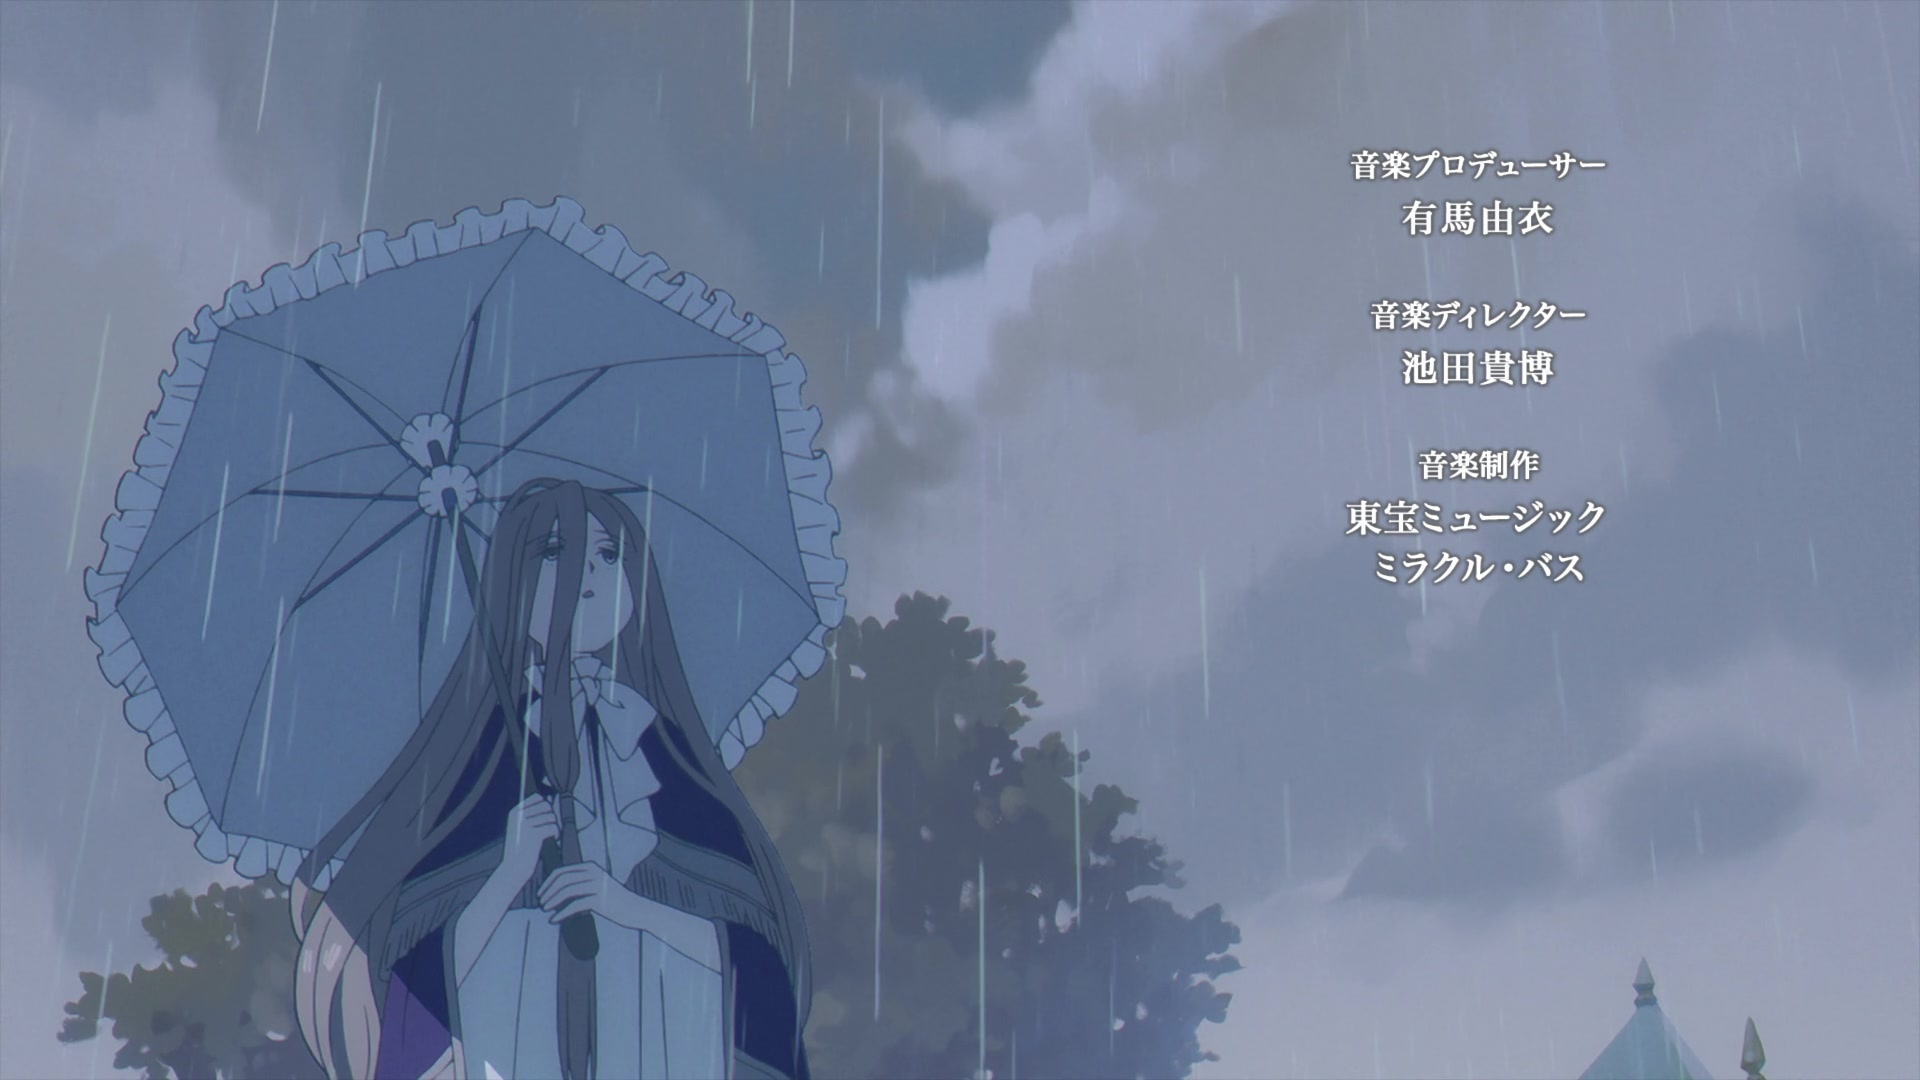 音楽プロデューサー
有馬由衣
音楽ディレクター
池田貴博
音楽制作
東宝ミュージック
ミラクル・バス